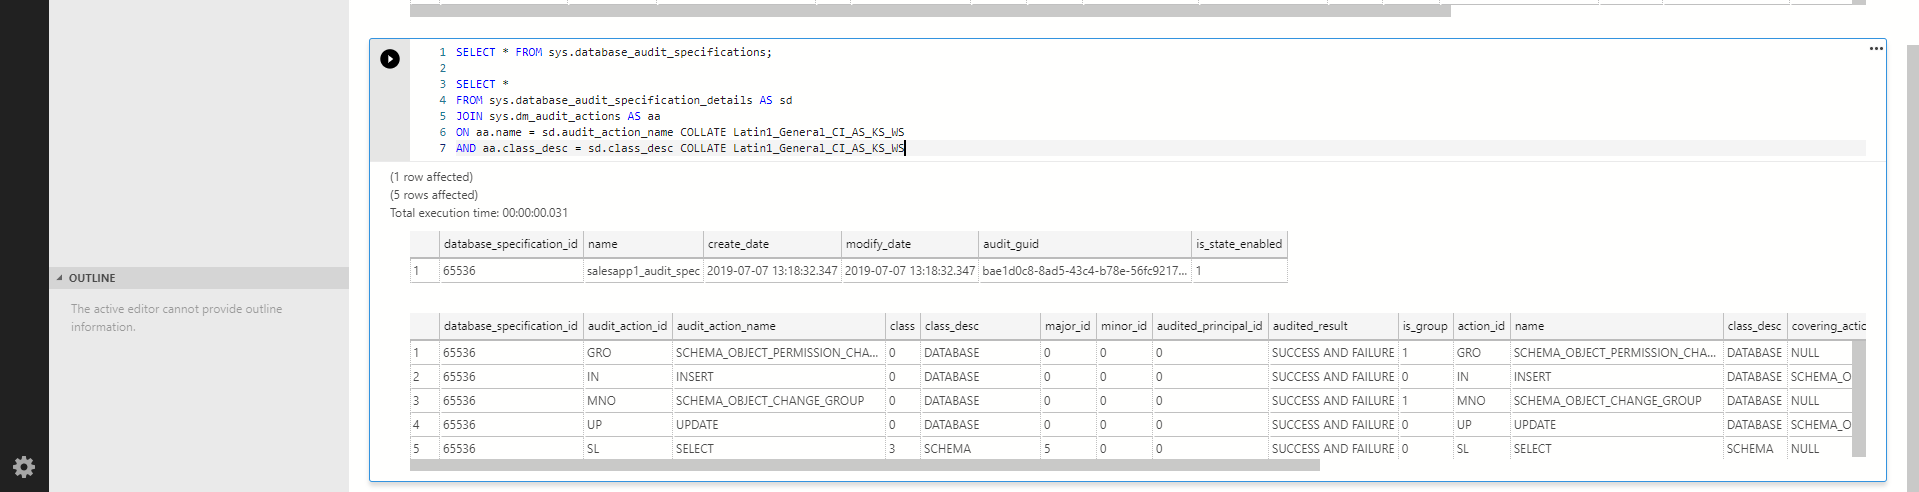 1 SELECT * FROM sys.database_audit_specifications;
2
3 SELECT *
4 FROM sys.database_audit_specification_details AS sd
5 JOIN sys.dm_audit_actions AS aa
6 ON aa.name = sd.audit_action_name COLLATE Latin1_General_CI_AS_KS_WS
7 AND aa.class_desc = sd.class_desc COLLATE Latin1_General_CI_AS_KS_WS
(1 row affected)
(5 rows affected)
Total execution time: 00:00:00.031
database_specification_id name create_date modify_date audit_guid is_state_enabled
1 65536 salesapp1_audit_spec 2019-07-07 13:18:32.347 2019-07-07 13:18:32.347 bae1d0c8-8ad5-43c4-b78e-56fc9217... 1
OUTLINE
The active editor cannot provide outline
information.
database_specification_id audit_action_id audit_action_name class class_desc major_id minor_id audited_principal_id audited_result is_group action_id name class_desc covering_actic
1 65536 GRO SCHEMA_OBJECT_PERMISSION_CHA... 0 DATABASE 0 0 0 SUCCESS AND FAILURE 1 GRO SCHEMA_OBJECT_PERMISSION_CHA... DATABASE NULL
2 65536 IN INSERT 0 DATABASE 0 0 0 SUCCESS AND FAILURE 0 IN INSERT DATABASE SCHEMA_O
3 65536 MNO SCHEMA_OBJECT_CHANGE_GROUP 0 DATABASE 0 0 0 SUCCESS AND FAILURE 1 MNO SCHEMA_OBJECT_CHANGE_GROUP DATABASE NULL
4 65536 UP UPDATE 0 DATABASE 0 0 0 SUCCESS AND FAILURE 0 UP UPDATE DATABASE SCHEMA_O
5 65536 SL SELECT 3 SCHEMA 5 0 0 SUCCESS AND FAILURE 0 SL SELECT SCHEMA NULL